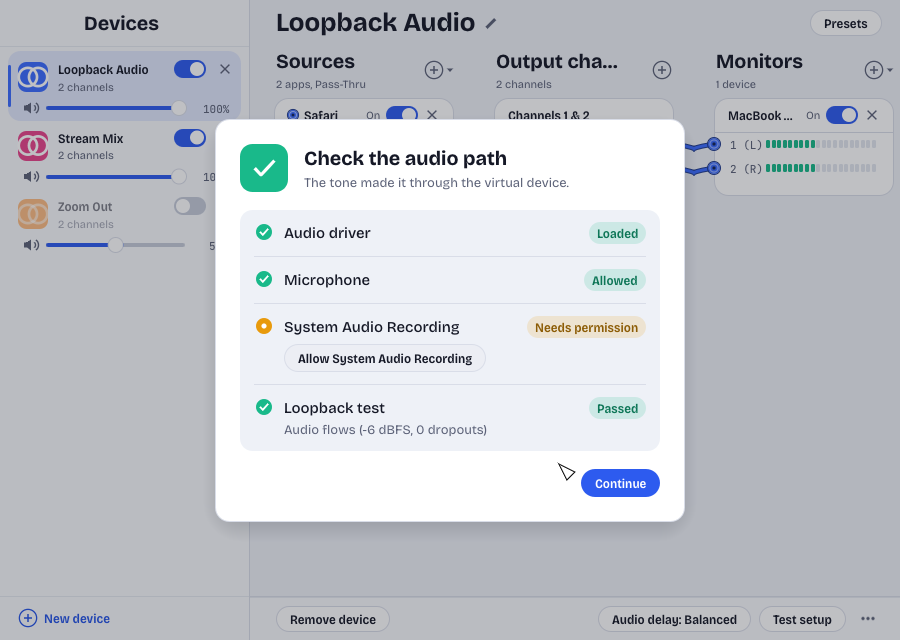 Devices
Loopback Audio
2 channels
100%
Stream Mix
2 channels
Zoom Out
2 channels
New device
Loopback Audio
Presets
Sources
2 apps, Pass-Thru
Output cha...
2 channels
Monitors
1 device
Safari
On
Channels 1 & 2
MacBook ...
On
1 (L)
2 (R)
Check the audio path
The tone made it through the virtual device.
Audio driver
Loaded
Microphone
Allowed
System Audio Recording
Needs permission
Allow System Audio Recording
Loopback test
Passed
Audio flows (-6 dBFS, 0 dropouts)
Continue
Remove device
Audio delay: Balanced
Test setup